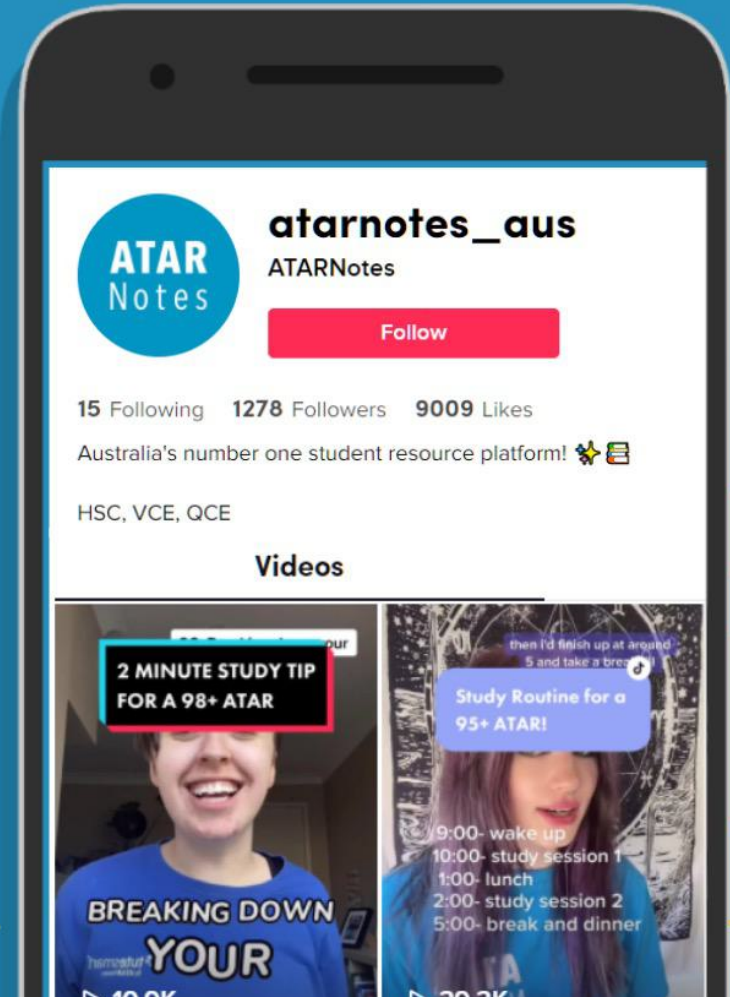 ATAR
Notes
atarnotes_aus
ATARNotes
Follow
15 Following 1278 Followers 9009 Likes
Australia's number one student resource platform!
HSC, VCE, QCE
Videos
our
2 MINUTE STUDY TIP
FOR A 98+ ATAR
BREAKING DOWN
YOUR
then I'd finish up at around
5 and take a
Study Routine for a
95+ ATAR!
9:00- wake up
10:00- study session 1
1:00- lunch
2:00- study session 2
5:00- break and dinner